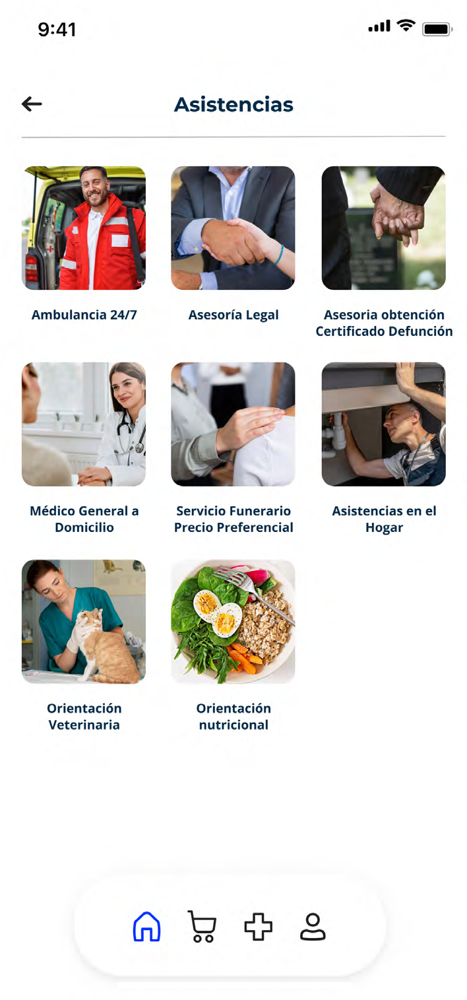 9:41
Asistencias
Ambulancia 24/7
Asesoría Legal
Asesoria obtención
Certificado Defunción
Médico General a
Domicilio
Servicio Funerario
Precio Preferencial
Asistencias en el
Hogar
Orientación
Veterinaria
Orientación
nutricional